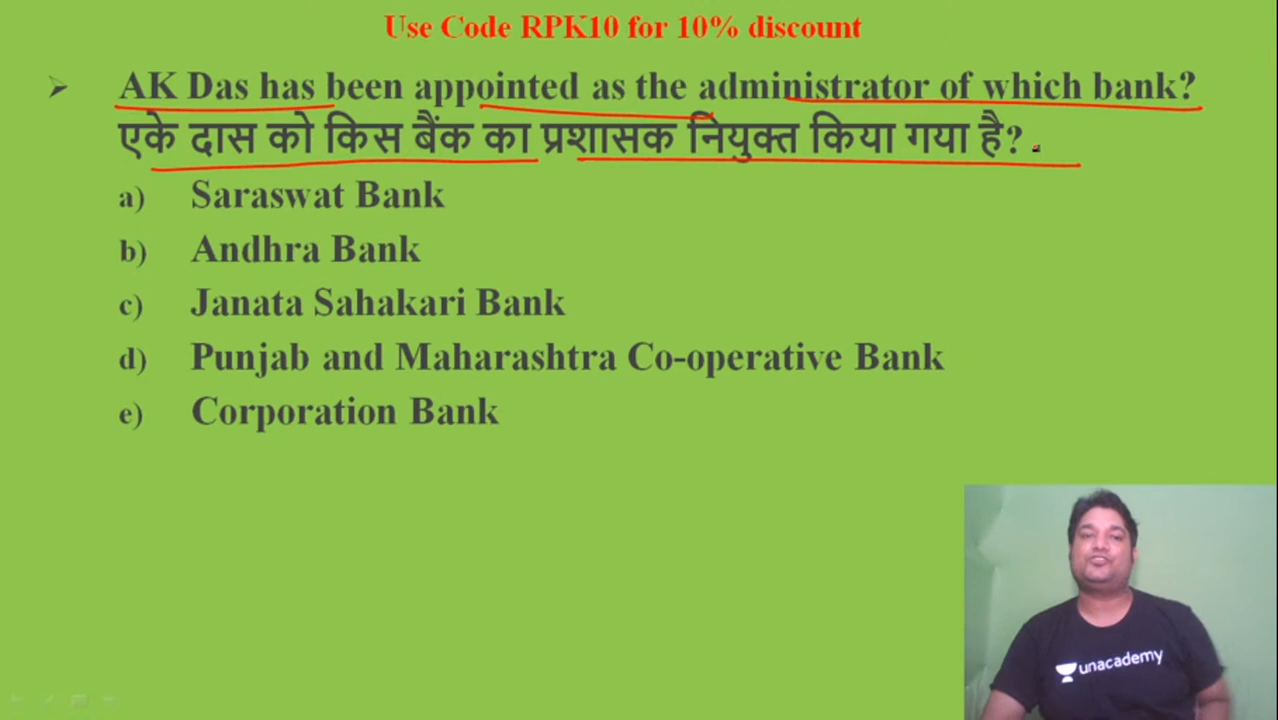 Use Code RPK10 for 10% discount
AK Das has been appointed as the administrator of which bank?
एके दास को किस बैंक का प्रशासक नियुक्त किया गया है?
a) Saraswat Bank
b) Andhra Bank
c) Janata Sahakari Bank
d) Punjab and Maharashtra Co-operative Bank
e) Corporation Bank
unacademy